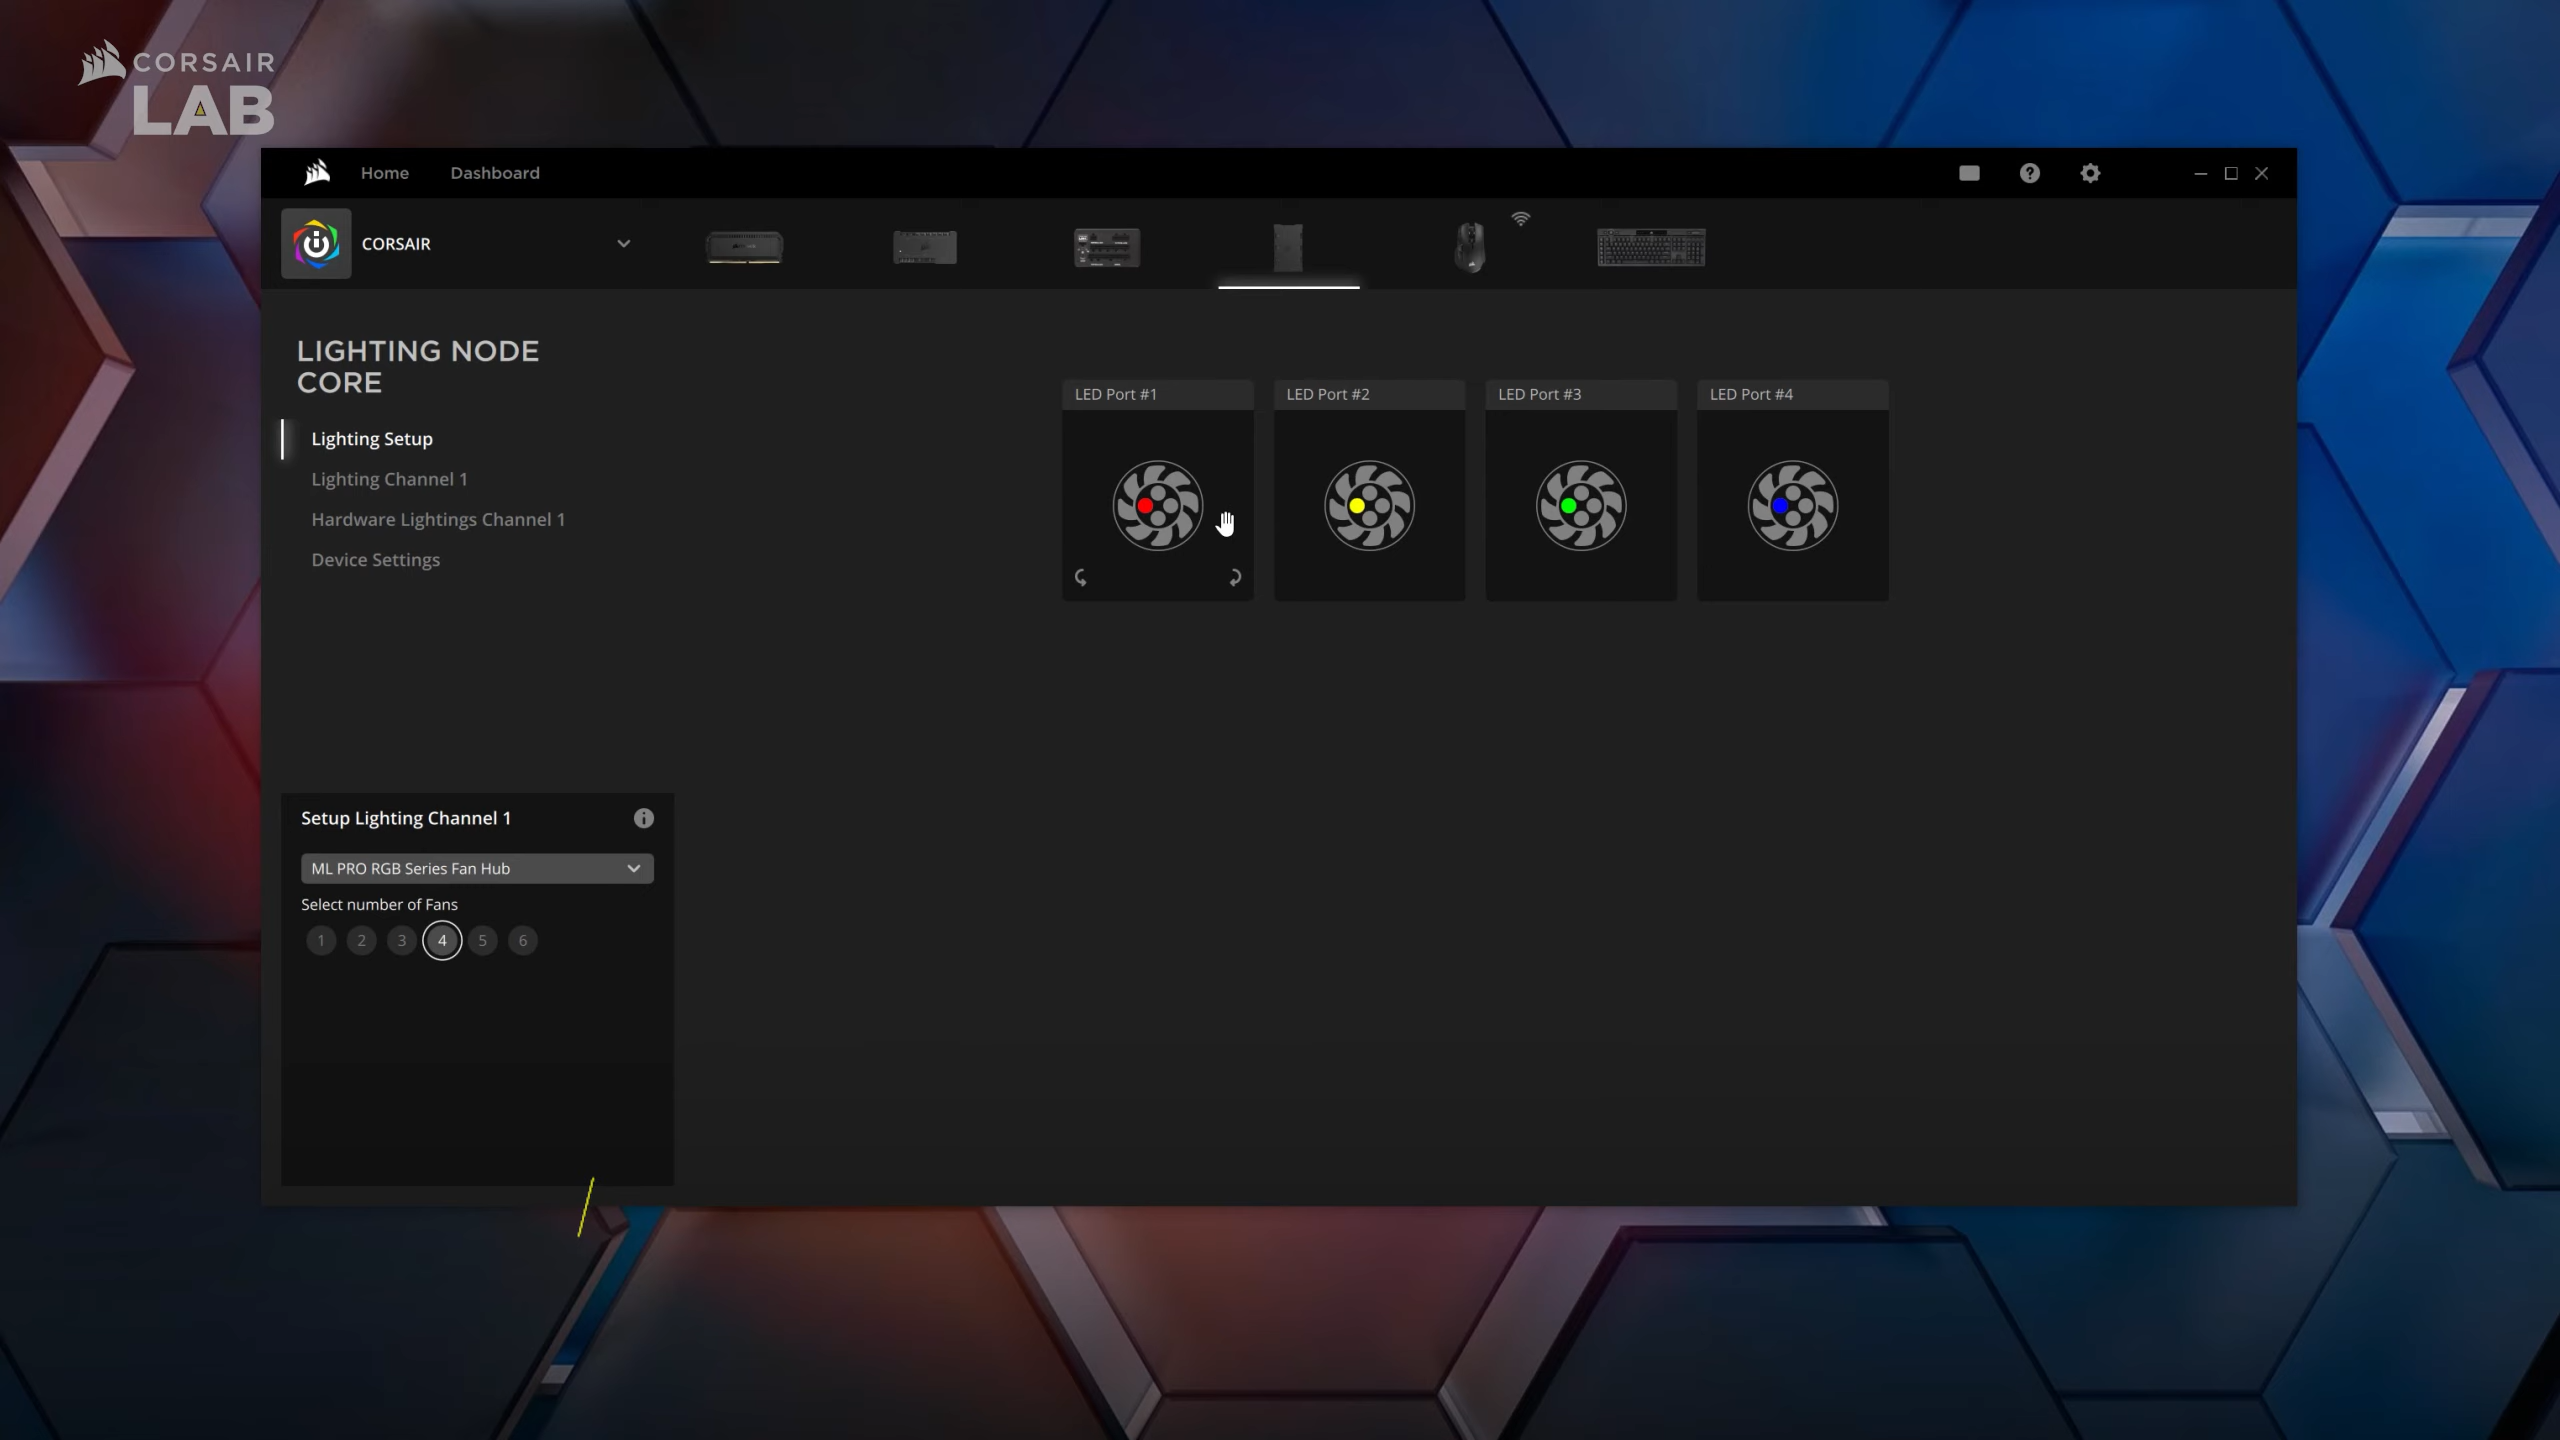 CORSAIR
LAB
Home
Dashboard
CORSAIR
LIGHTING NODE
CORE
Lighting Setup
Lighting Channel 1
Hardware Lightings Channel 1
Device Settings
LED Port #1
LED Port #2
LED Port #3
LED Port #4
Setup Lighting Channel 1
ML PRO RGB Series Fan Hub
Select number of Fans
1 2 3 4 5 6